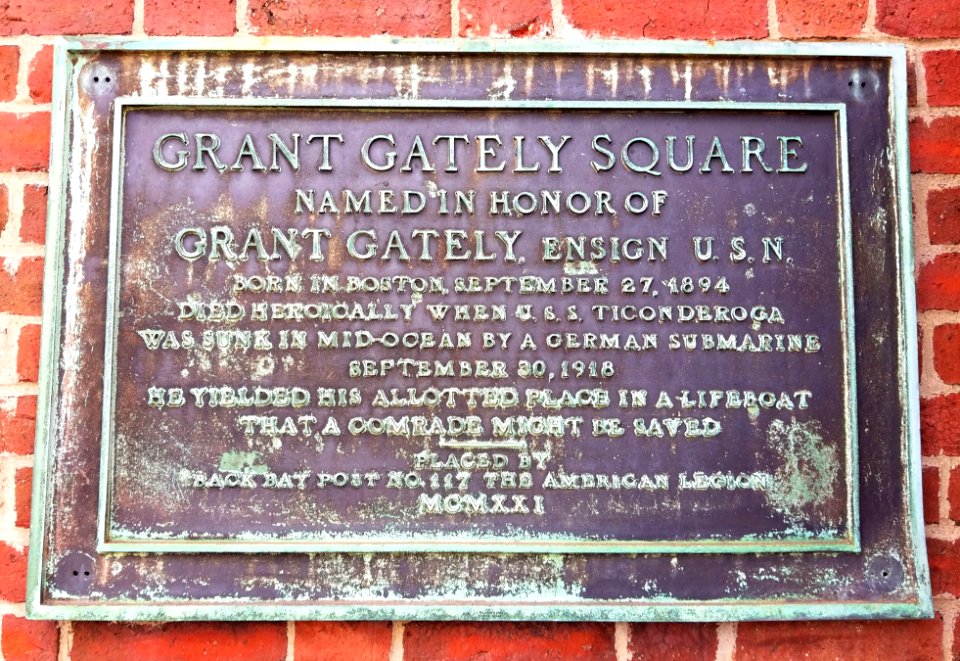 GRANT GATELY SQUARE
NAMED IN HONOR OF
GRANT GATELY, ENSIGN U.S.N.
BORN IN BOSTON, SEPTEMBER 27, 1894
DIED HEROICALLY WHEN U.S.S. TICONDEROGA
WAS SUNK IN MID-OCEAN BY A GERMAN SUBMARINE
SEPTEMBER 30, 1918
HE YIELDED HIS ALLOTTED PLACE IN A LIFEBOAT
THAT A COMRADE MIGHT BE SAVED
PLACED BY
BACK BAY POST NO. 117 THE AMERICAN LEGION
MCMXXI